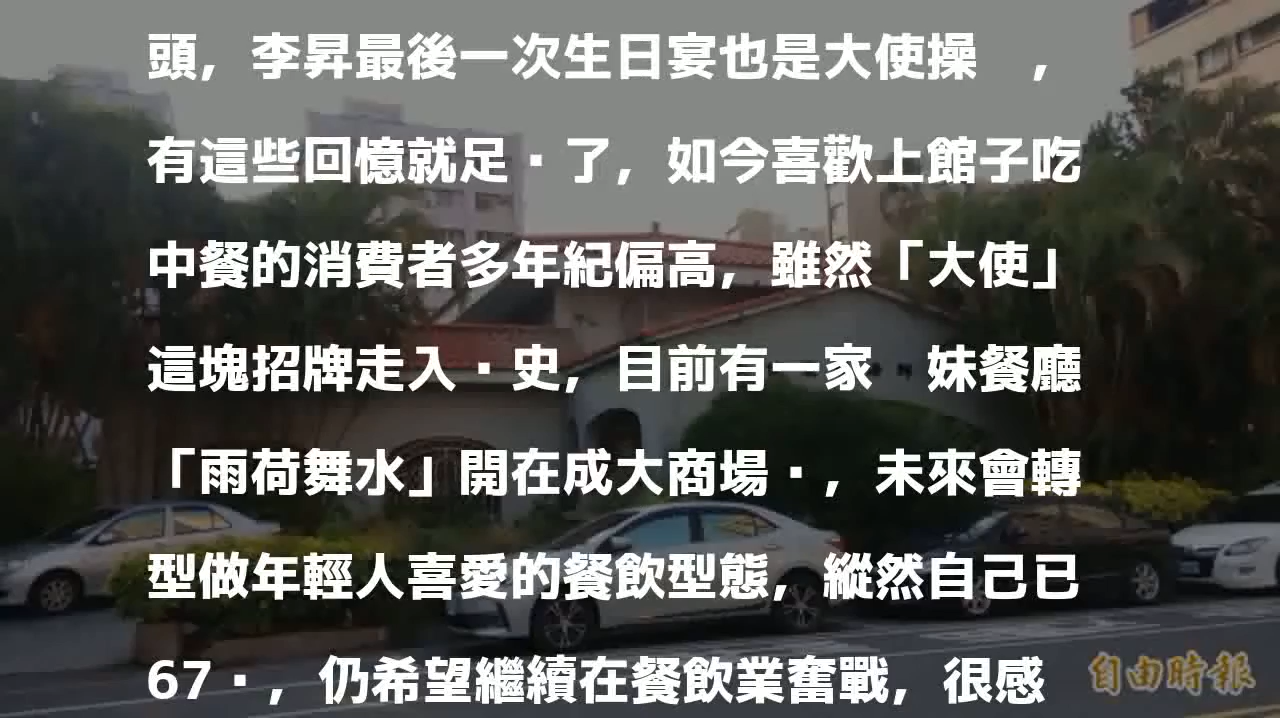 頭，李昇最後一次生日宴也是大使操　，
有這些回憶就足·了，如今喜歡上館子吃
中餐的消費者多年紀偏高，雖然「大使」
這塊招牌走入·史，目前有一家　妹餐廳
「雨荷舞水」開在成大商場·，未來會轉
型做年輕人喜愛的餐飲型態，縱然自己已
67·，仍希望繼續在餐飲業奮戰，很感
自由時報